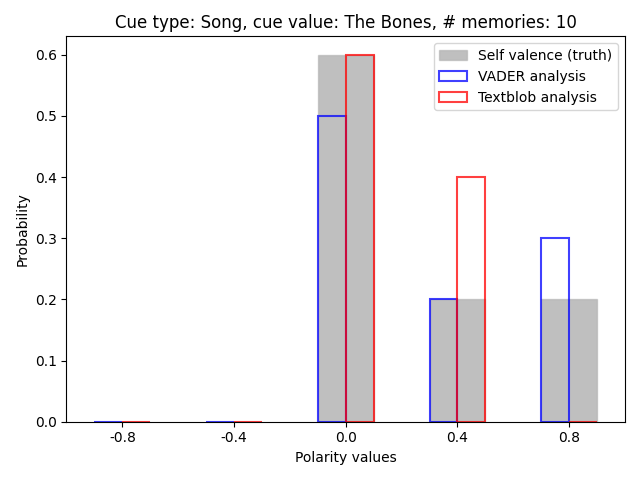 Cue type: Song, cue value: The Bones, # memories: 10
Self valence (truth)
VADER analysis
Textblob analysis
Probability
0.6
0.5
0.4
0.3
0.2
0.1
0.0
-0.8 -0.4 0.0 0.4 0.8
Polarity values